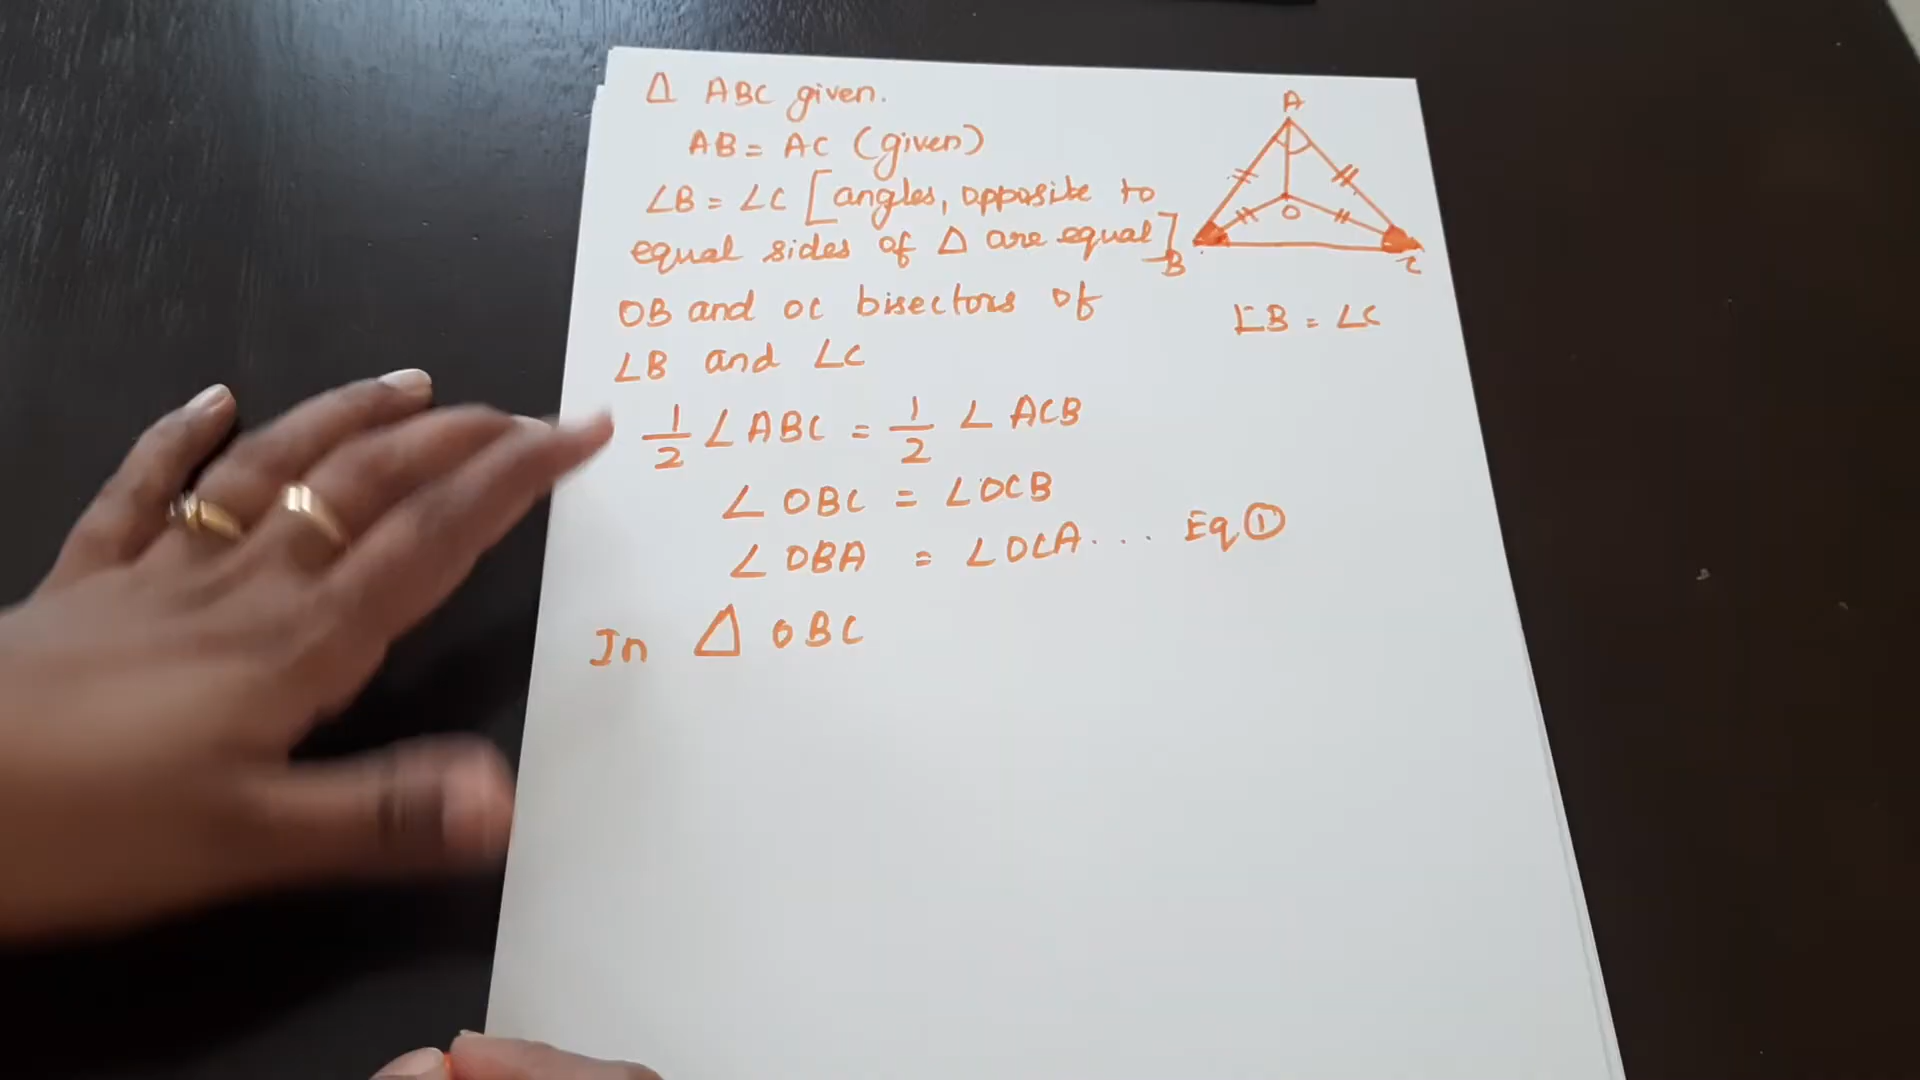 Δ ABC given.
AB = AC (given)
∠B = ∠C [angles, opposite to
equal sides of Δ are equal]
OB and OC bisectors of
∠B and ∠C
1/2 ∠ABC = 1/2 ∠ACB
∠OBC = ∠OCB
∠OBA = ∠OCA .... Eq ①
In Δ OBC
A
O
B
C
∠B = ∠C